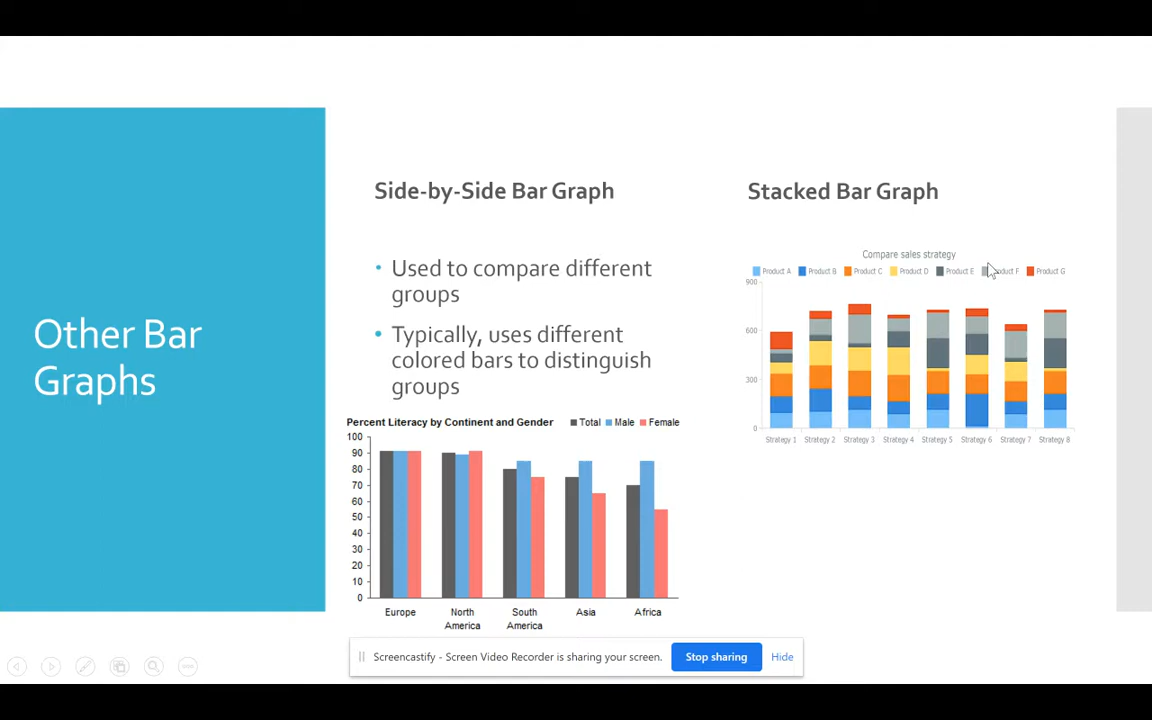 Other Bar
Graphs
Side-by-Side Bar Graph
• Used to compare different
groups
• Typically, uses different
colored bars to distinguish
groups
Percent Literacy by Continent and Gender
Total Male Female
100
90
80
70
60
50
40
30
20
10
0
Europe North America South America Asia Africa
Stacked Bar Graph
Compare sales strategy
Product A Product B Product C Product D Product E F Product G
900
600
300
0
Strategy 1 Strategy 2 Strategy 3 Strategy 4 Strategy 5 Strategy 6 Strategy 7 Strategy 8
Screencastify - Screen Video Recorder is sharing your screen.
Stop sharing
Hide